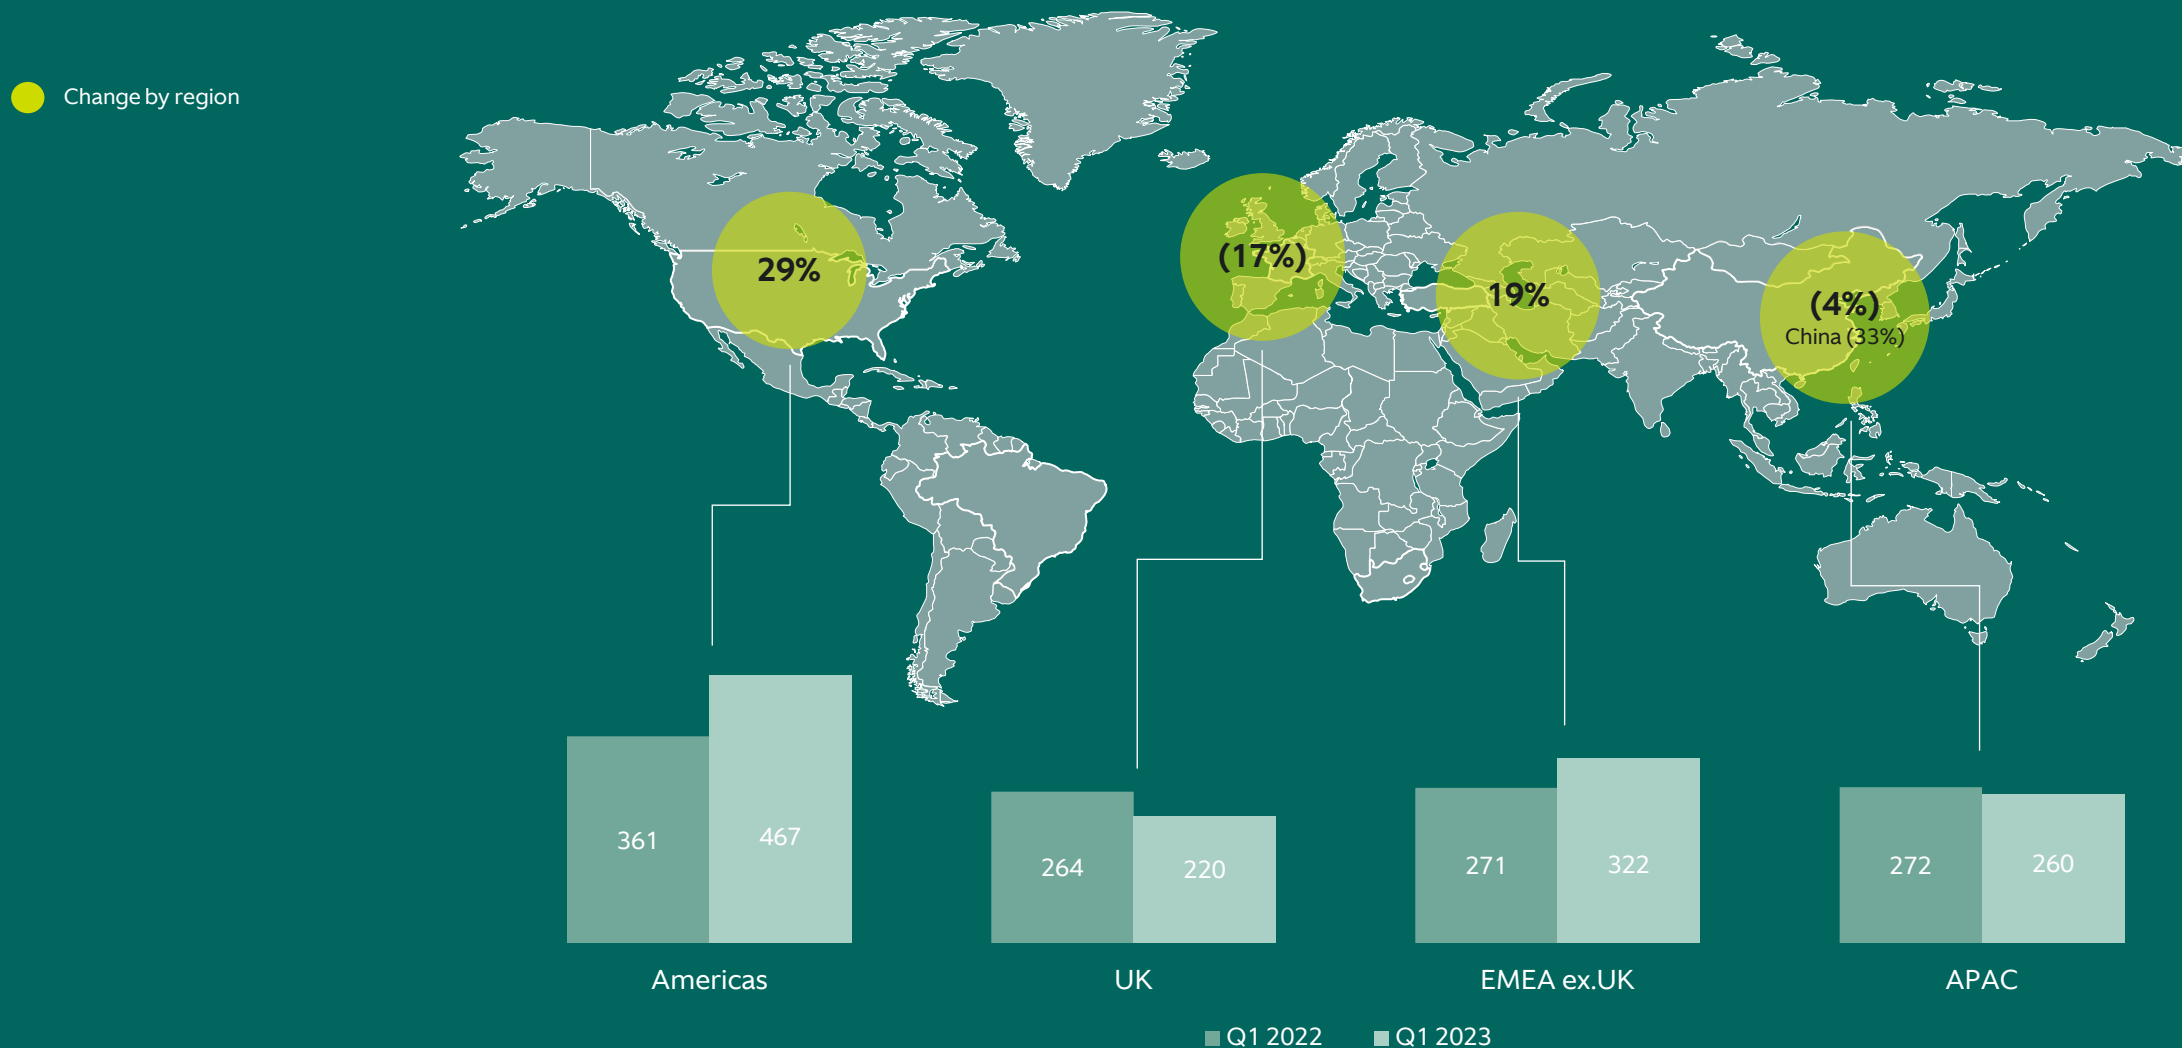 Change by region
29%
(17%)
19%
(4%)
China (33%)
361
467
264
220
271
322
272
260
Americas
UK
EMEA ex.UK
APAC
Q1 2022
Q1 2023